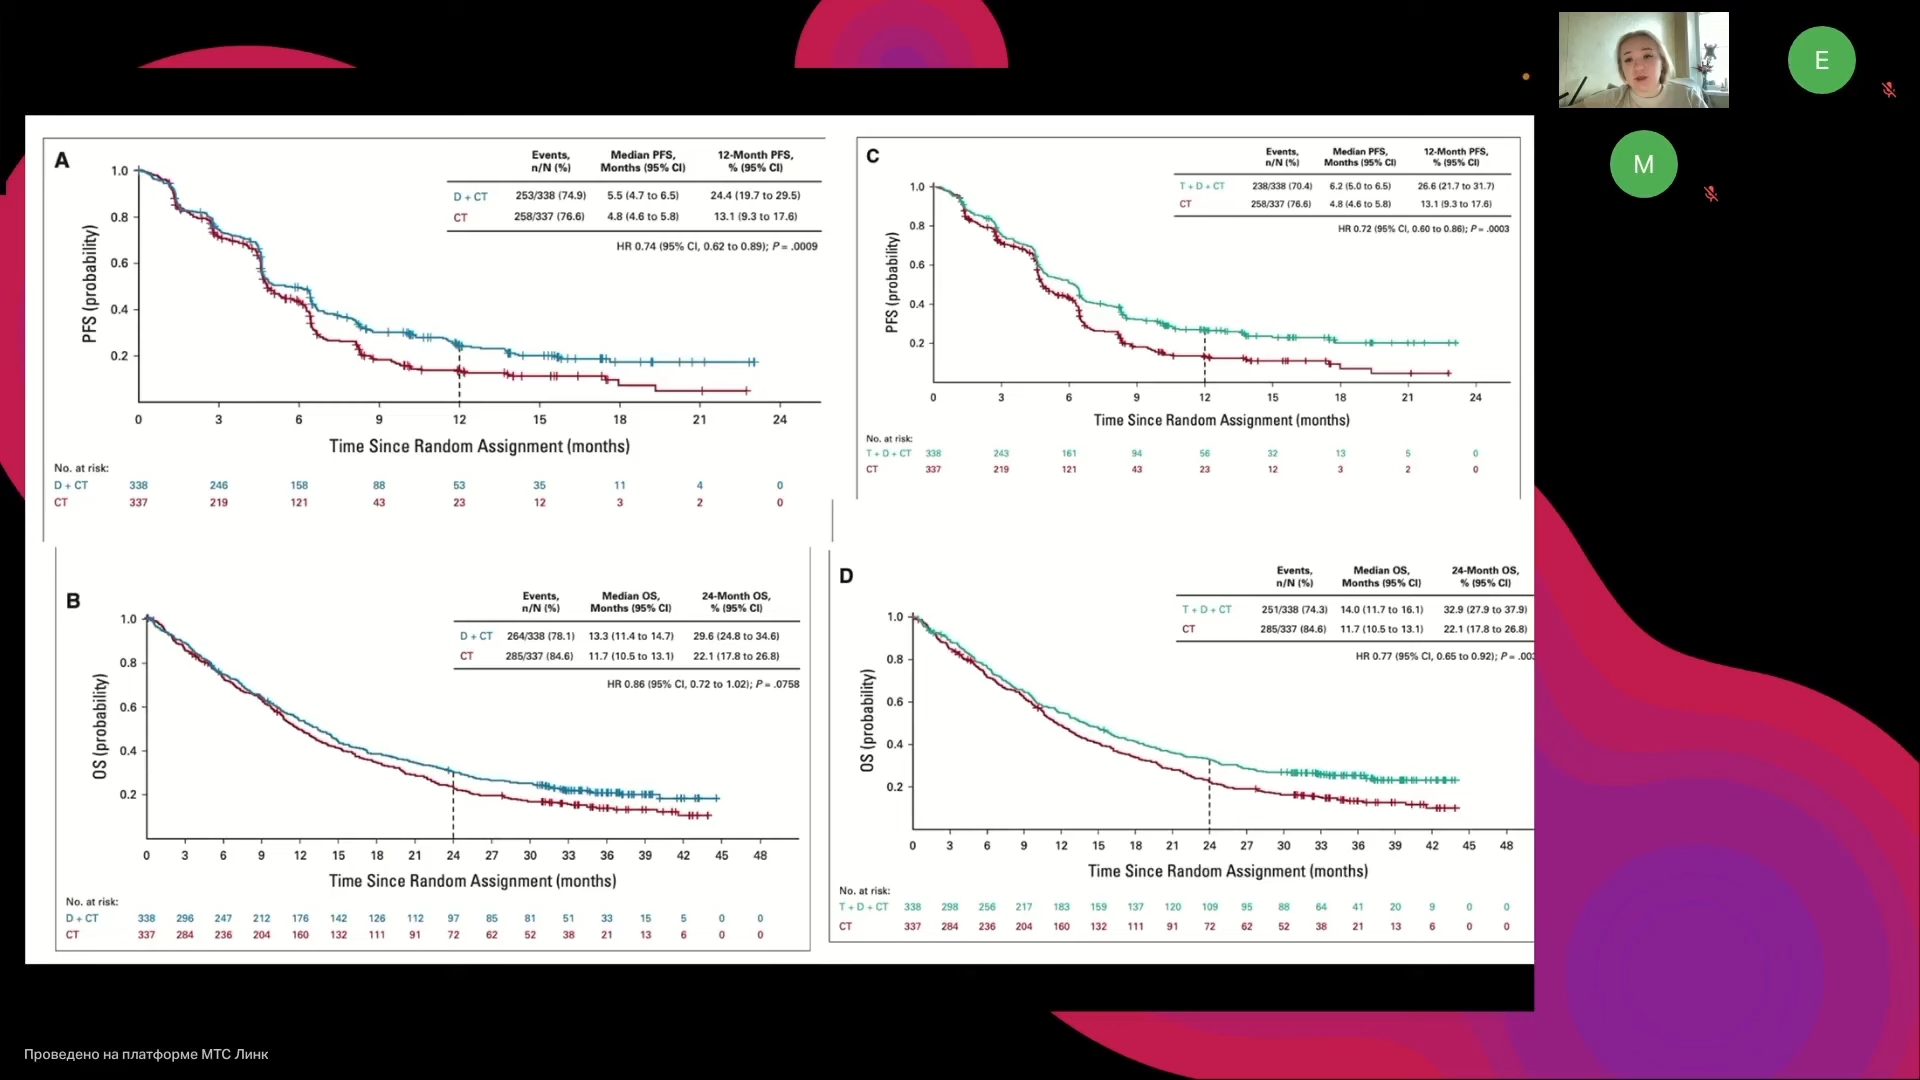 E
M
A
Events, Median PFS, 12-Month PFS,
n/N (%) Months (95% CI) % (95% CI)
D + CT 253/338 (74.9) 5.5 (4.7 to 6.5) 24.4 (19.7 to 29.5)
CT 258/337 (76.6) 4.8 (4.6 to 5.8) 13.1 (9.3 to 17.6)
HR 0.74 (95% CI, 0.62 to 0.89); P = .0009
PFS (probability)
1.0
0.8
0.6
0.4
0.2
0 3 6 9 12 15 18 21 24
Time Since Random Assignment (months)
No. at risk:
D + CT 338 246 158 88 53 35 11 4 0
CT 337 219 121 43 23 12 3 2 0
C
Events, Median PFS, 12-Month PFS,
n/N (%) Months (95% CI) % (95% CI)
T + D + CT 238/338 (70.4) 6.2 (5.0 to 6.5) 26.6 (21.7 to 31.7)
CT 258/337 (76.6) 4.8 (4.6 to 5.8) 13.1 (9.3 to 17.6)
HR 0.72 (95% CI, 0.60 to 0.86); P = .0003
PFS (probability)
1.0
0.8
0.6
0.4
0.2
0 3 6 9 12 15 18 21 24
Time Since Random Assignment (months)
No. at risk:
T + D + CT 338 243 161 94 56 32 13 5 0
CT 337 219 121 43 23 12 3 2 0
B
Events, Median OS, 24-Month OS,
n/N (%) Months (95% CI) % (95% CI)
D + CT 264/338 (78.1) 13.3 (11.4 to 14.7) 29.6 (24.8 to 34.6)
CT 285/337 (84.6) 11.7 (10.5 to 13.1) 22.1 (17.8 to 26.8)
HR 0.86 (95% CI, 0.72 to 1.02); P = .0758
OS (probability)
1.0
0.8
0.6
0.4
0.2
0 3 6 9 12 15 18 21 24 27 30 33 36 39 42 45 48
Time Since Random Assignment (months)
No. at risk:
D + CT 338 296 247 212 176 142 126 112 97 85 81 51 33 15 5 0 0
CT 337 284 236 204 160 132 111 91 72 62 52 38 21 13 6 0 0
D
Events, Median OS, 24-Month OS,
n/N (%) Months (95% CI) % (95% CI)
T + D + CT 251/338 (74.3) 14.0 (11.7 to 16.1) 32.9 (27.9 to 37.9)
CT 285/337 (84.6) 11.7 (10.5 to 13.1) 22.1 (17.8 to 26.8)
HR 0.77 (95% CI, 0.65 to 0.92); P = .00
OS (probability)
1.0
0.8
0.6
0.4
0.2
0 3 6 9 12 15 18 21 24 27 30 33 36 39 42 45 48
Time Since Random Assignment (months)
No. at risk:
T + D + CT 338 298 256 217 183 159 137 120 109 95 88 64 41 20 9 0 0
CT 337 284 236 204 160 132 111 91 72 62 52 38 21 13 6 0 0
Проведено на платформе МТС Линк